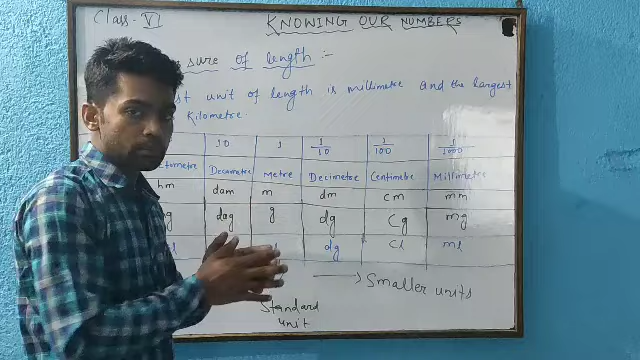 Class - VI
KNOWING OUR NUMBERS
sure of length :-
st unit of length is millimetre and the largest
Kilometre
10 1 1/10 1/100 1/1000
ctometre Decametre Metre Decimetre Centimetre Millimetre
hm dam m dm cm mm
g dag g dg Cg mg
l dg Cl ml
→ Smaller units
Standard
unit